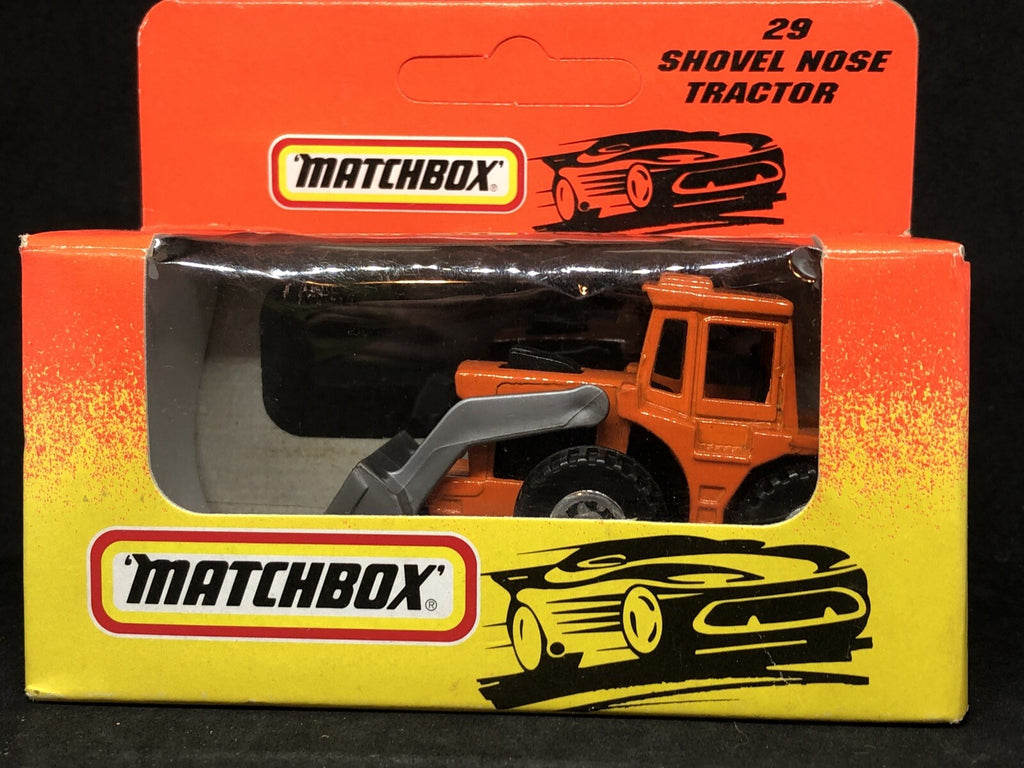 29
SHOVEL NOSE
TRACTOR
'MATCHBOX'®
'MATCHBOX'®